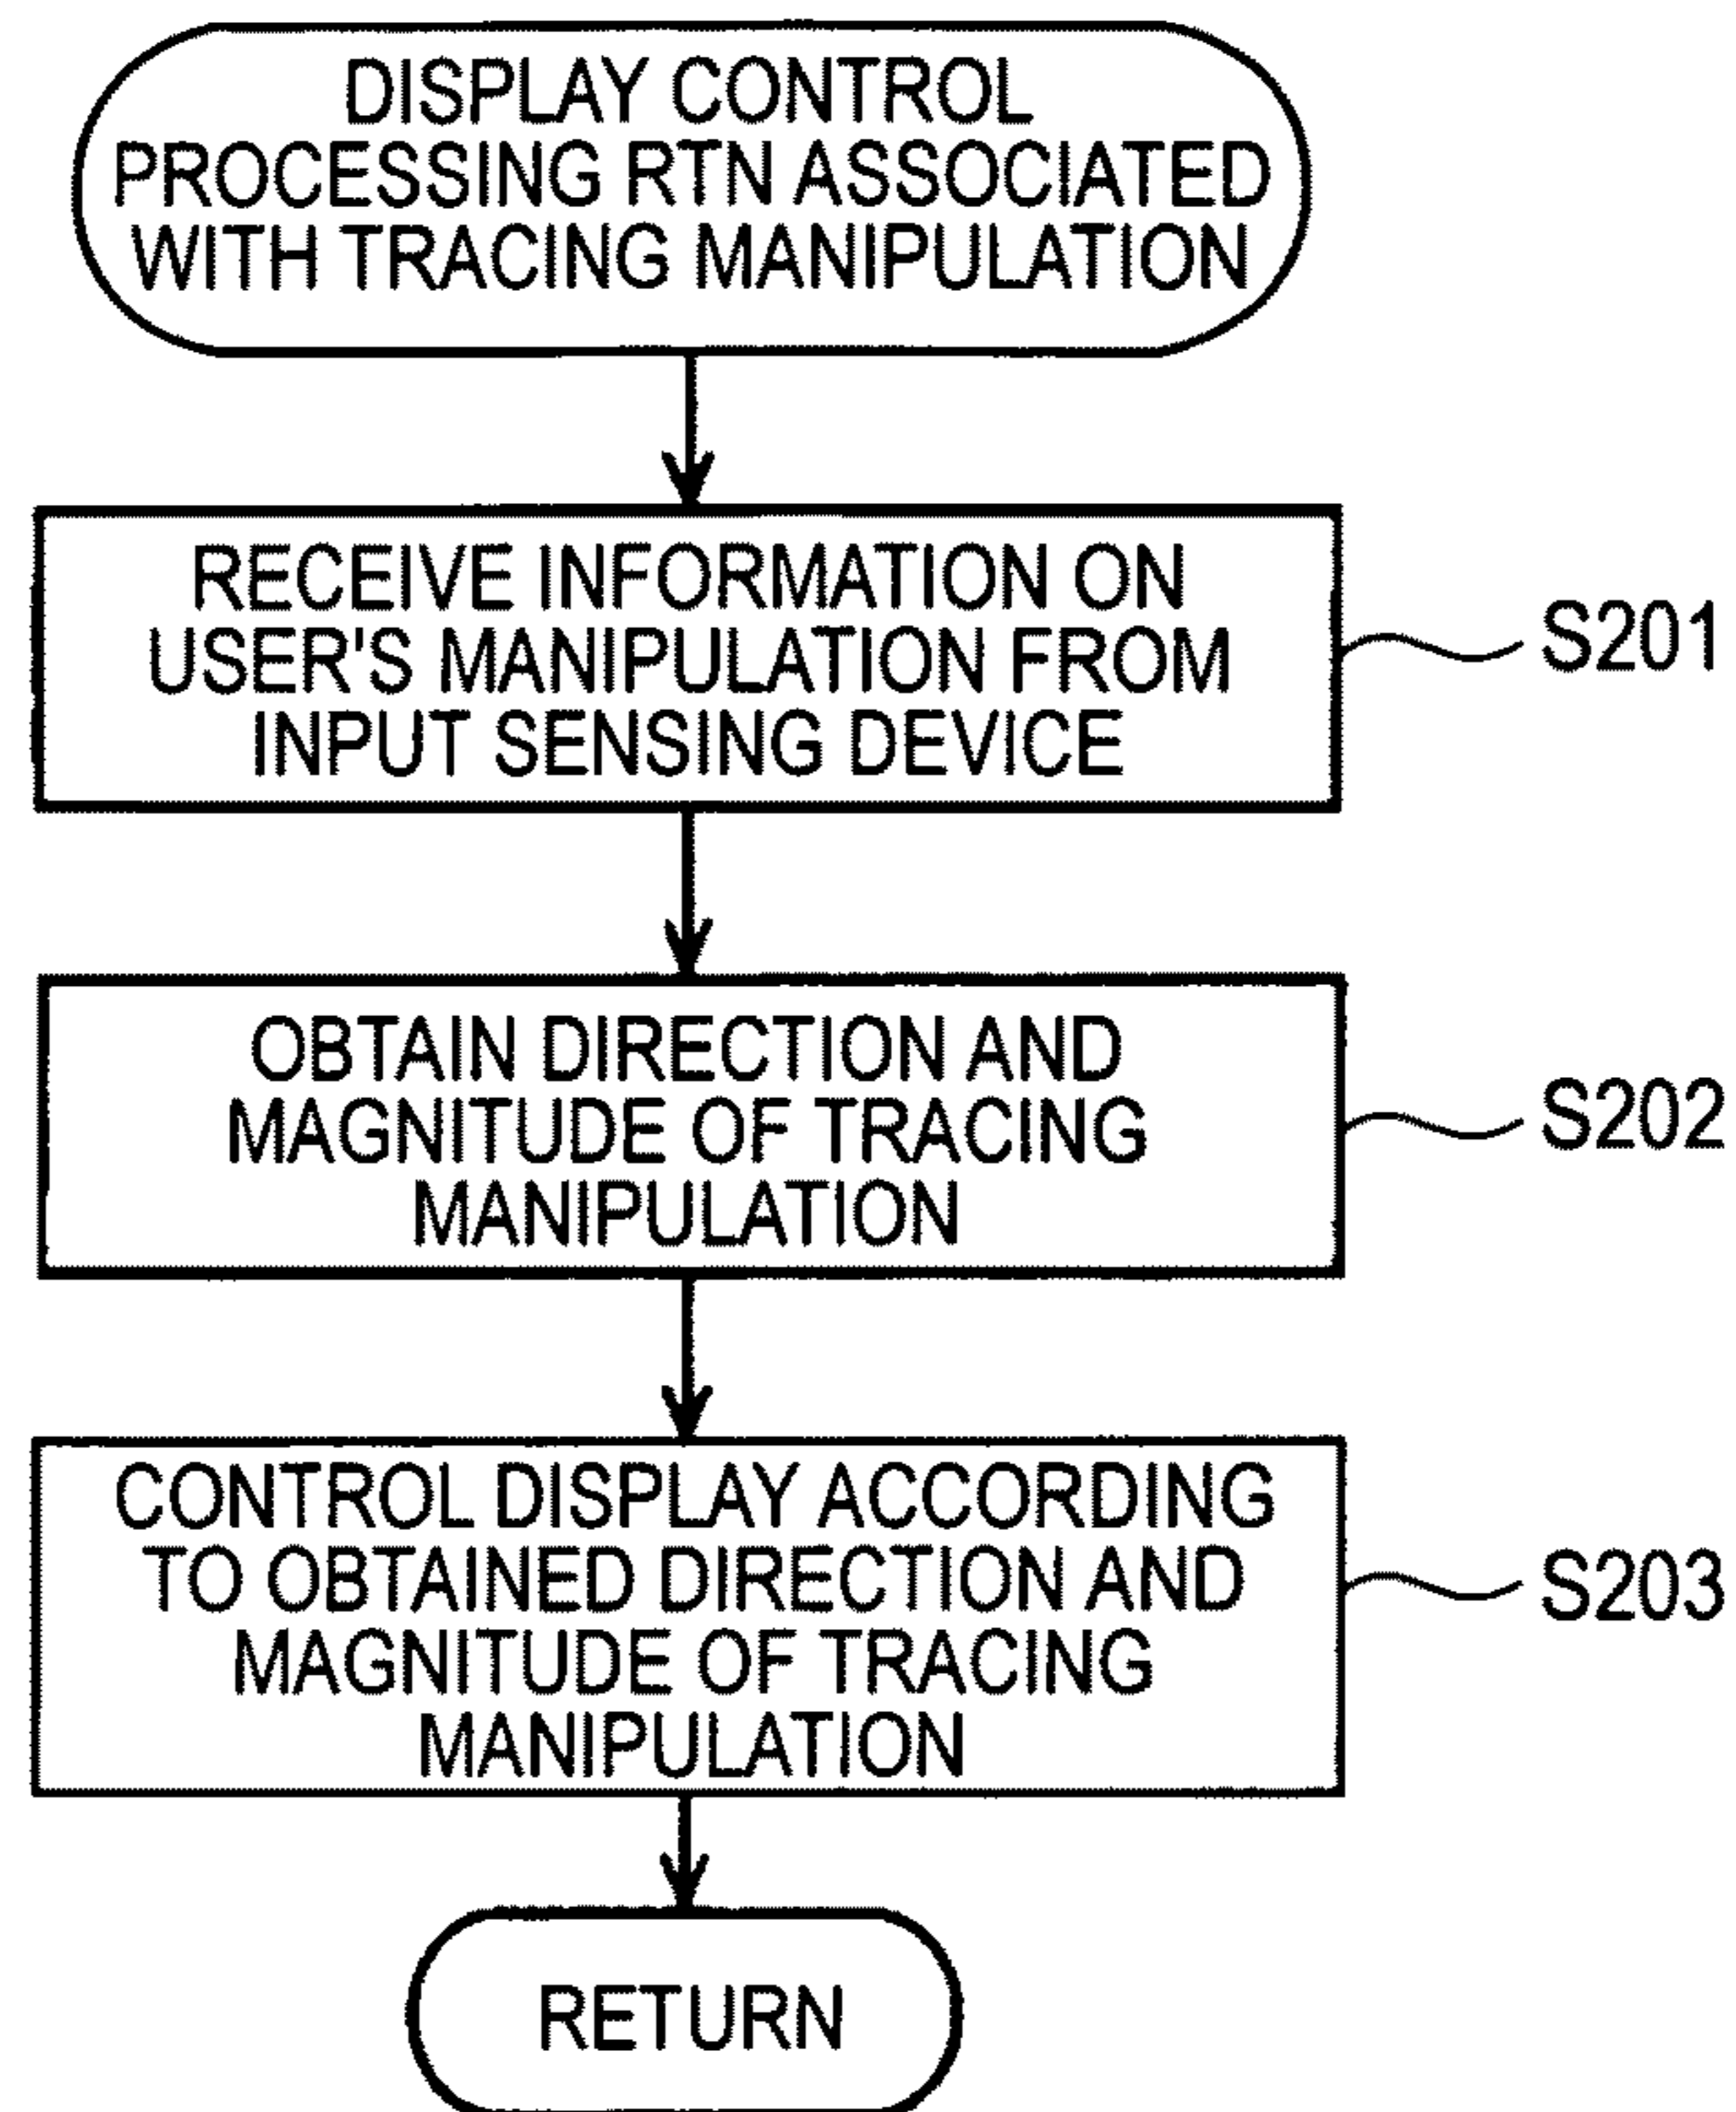 DISPLAY CONTROL
PROCESSING RTN ASSOCIATED
WITH TRACING MANIPULATION
RECEIVE INFORMATION ON
USER'S MANIPULATION FROM
INPUT SENSING DEVICE
S201
OBTAIN DIRECTION AND
MAGNITUDE OF TRACING
MANIPULATION
S202
CONTROL DISPLAY ACCORDING
TO OBTAINED DIRECTION AND
MAGNITUDE OF TRACING
MANIPULATION
S203
RETURN